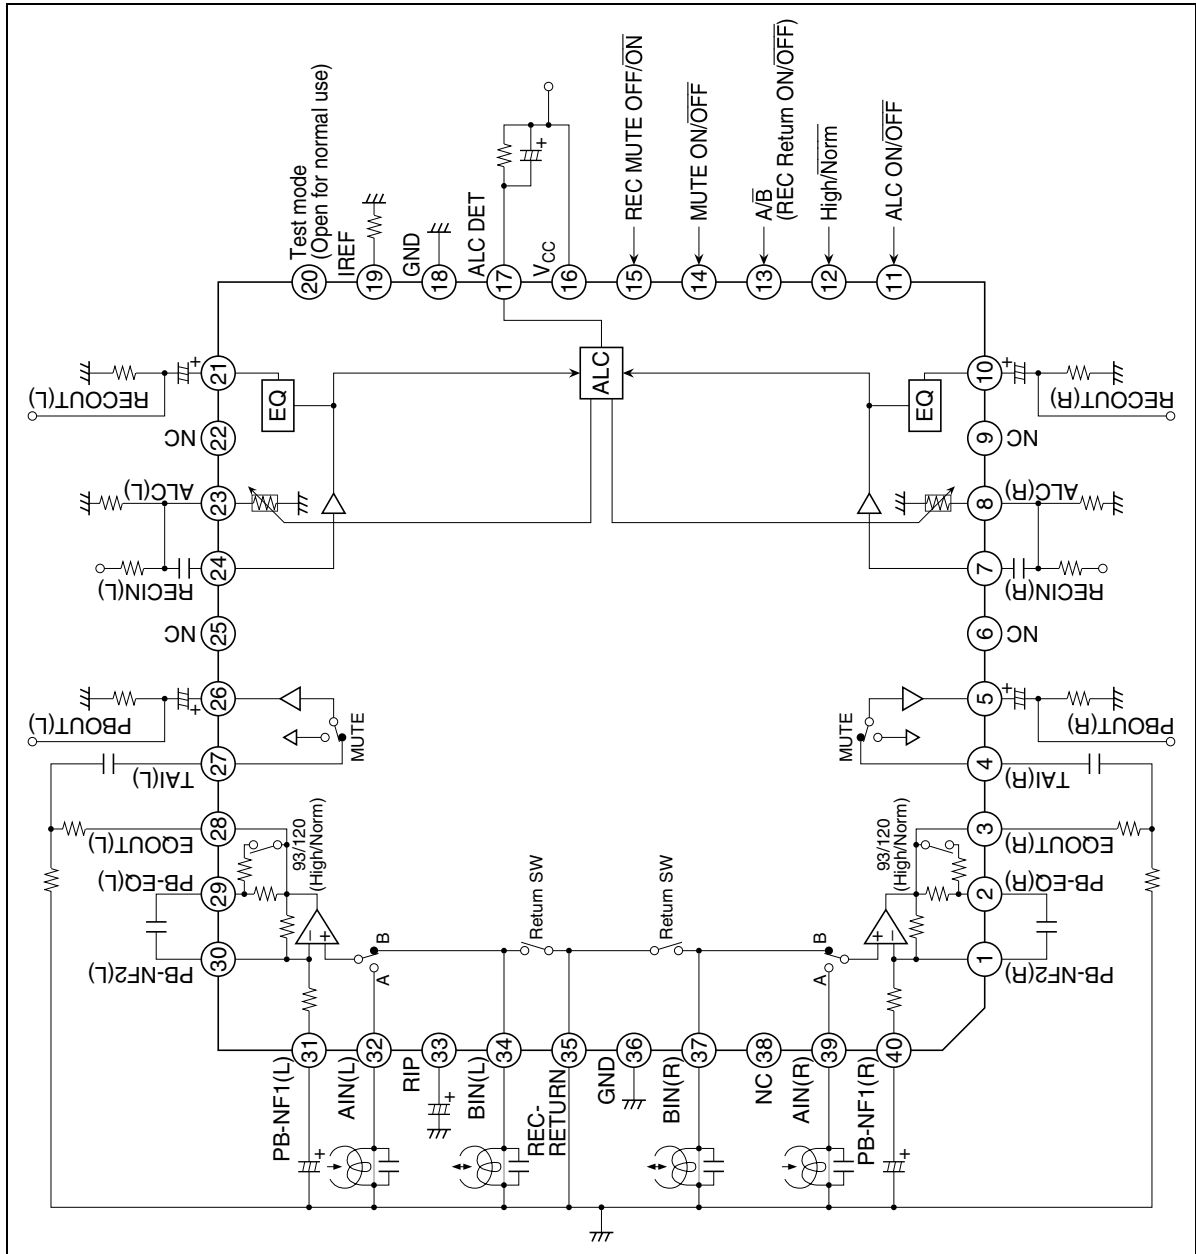 Test mode
(Open for normal use)
IREF
GND
ALC DET
VCC
REC MUTE OFF/ON
MUTE ON/OFF
A/B
(REC Return ON/OFF)
High/Norm
ALC ON/OFF
20
19
18
17
16
15
14
13
12
11
RECOUT(L)
21
EQ
ALC
EQ
10
RECOUT(R)
NC
22
9
NC
ALC(L)
23
8
ALC(R)
RECIN(L)
24
7
RECIN(R)
NC
25
6
NC
PBOUT(L)
26
MUTE
MUTE
5
PBOUT(R)
TAI(L)
27
4
TAI(R)
EQOUT(L)
28
93/120
(High/Norm)
93/120
(High/Norm)
3
EQOUT(R)
PB-EQ(L)
29
2
PB-EQ(R)
PB-NF2(L)
30
A
B
Return SW
Return SW
B
A
1
PB-NF2(R)
31
32
33
34
35
36
37
38
39
40
PB-NF1(L)
AIN(L)
RIP
BIN(L)
REC-
RETURN
GND
BIN(R)
NC
AIN(R)
PB-NF1(R)